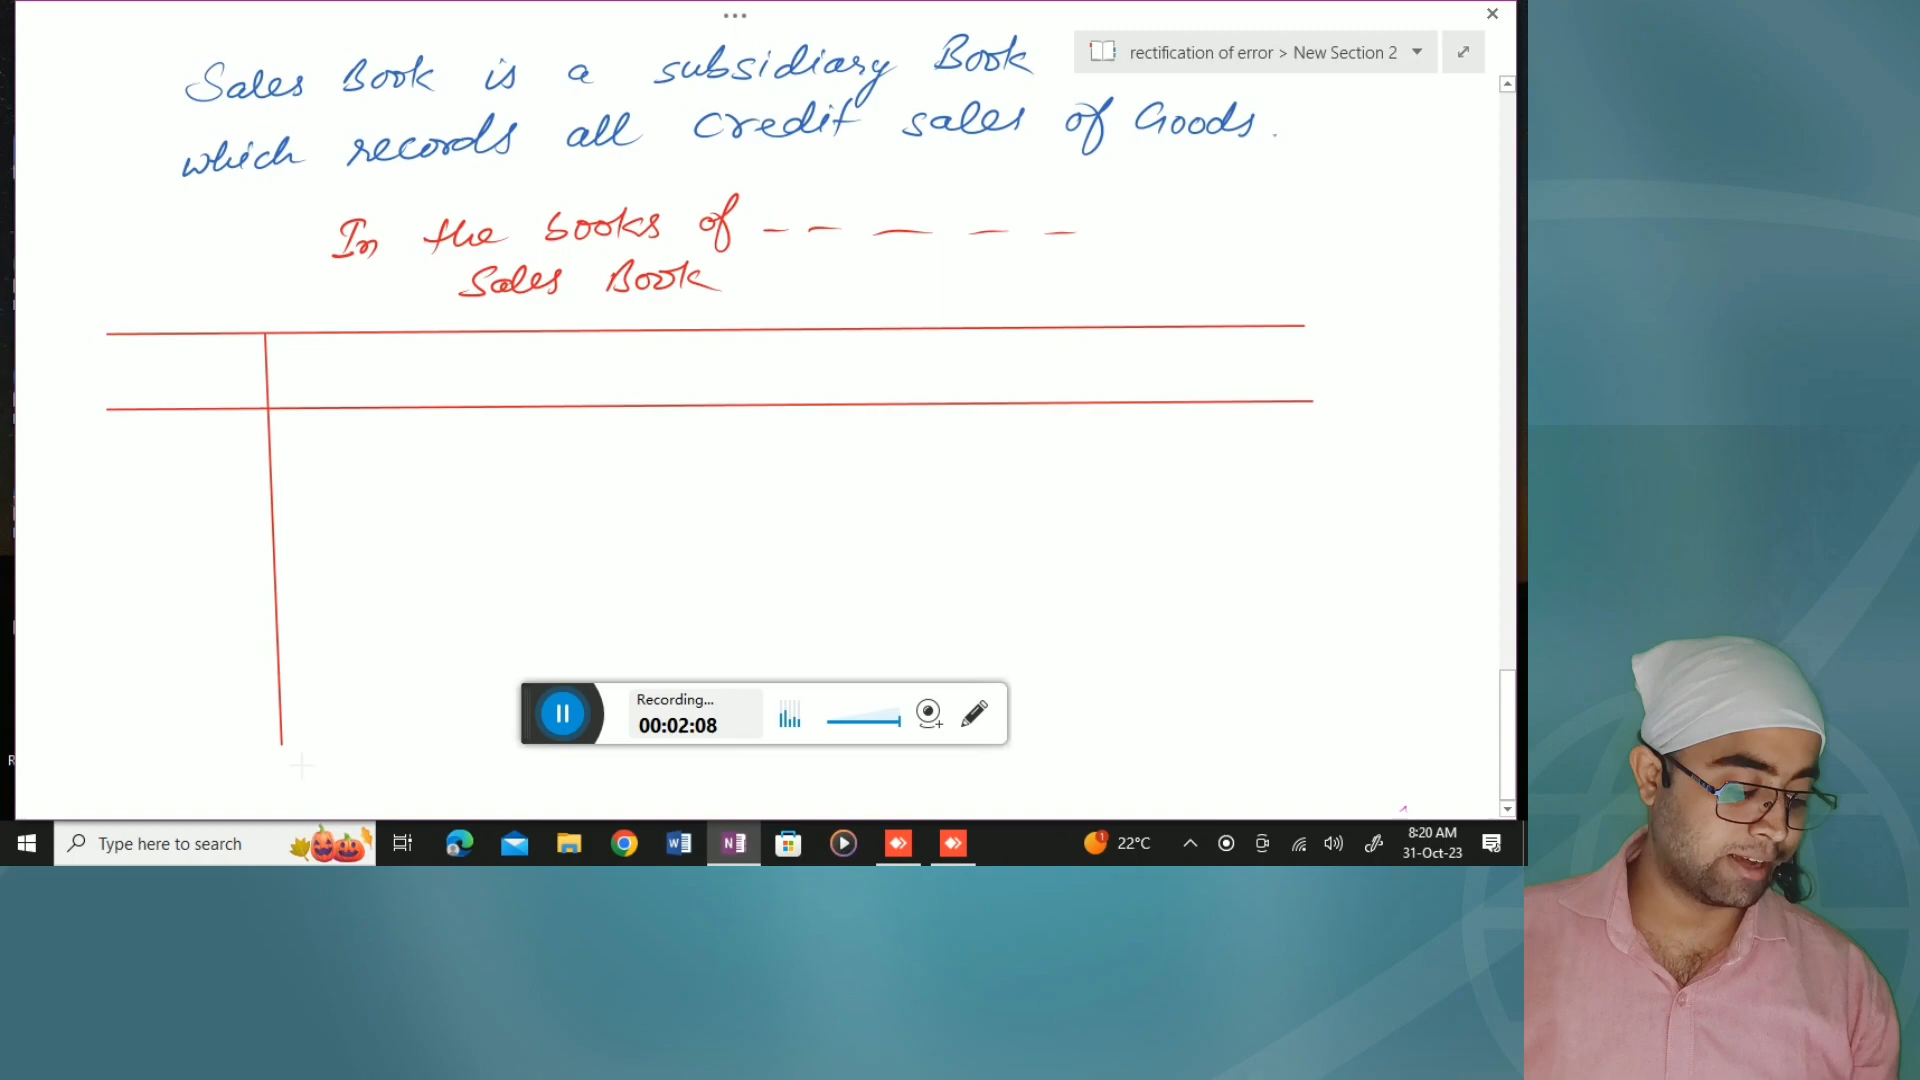 rectification of error > New Section 2
Sales Book is a subsidiary Book
which records all credit sales of Goods.
In the books of - - — — —
Sales Book
Recording...
00:02:08
R
Type here to search
N
1
22°C
8:20 AM
31-Oct-23